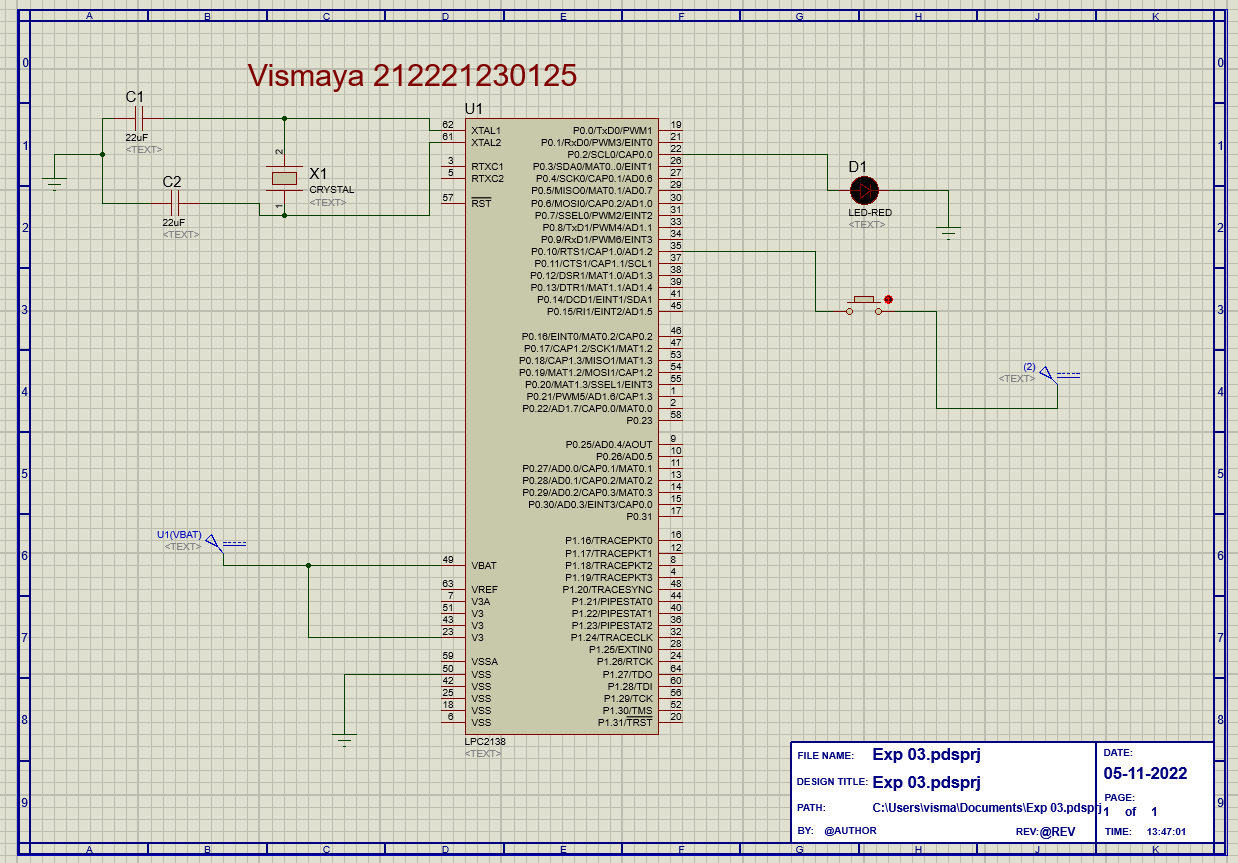 A B C D E F G H J K
0 0
Vismaya 212221230125
C1
22uF
<TEXT>
1 1
C2
22uF
<TEXT>
2
1
X1
CRYSTAL
<TEXT>
2 2
U1
62 XTAL1
61 XTAL2
3 RTXC1
5 RTXC2
57 RST
P0.0/TxD0/PWM1 19
P0.1/RxD0/PWM3/EINT0 21
P0.2/SCL0/CAP0.0 22
P0.3/SDA0/MAT0..0/EINT1 26
P0.4/SCK0/CAP0.1/AD0.6 27
P0.5/MISO0/MAT0.1/AD0.7 29
P0.6/MOSI0/CAP0.2/AD1.0 30
P0.7/SSEL0/PWM2/EINT2 31
P0.8/TxD1/PWM4/AD1.1 33
P0.9/RxD1/PWM6/EINT3 34
P0.10/RTS1/CAP1.0/AD1.2 35
P0.11/CTS1/CAP1.1/SCL1 37
P0.12/DSR1/MAT1.0/AD1.3 38
P0.13/DTR1/MAT1.1/AD1.4 39
P0.14/DCD1/EINT1/SDA1 41
P0.15/RI1/EINT2/AD1.5 45
P0.16/EINT0/MAT0.2/CAP0.2 46
P0.17/CAP1.2/SCK1/MAT1.2 47
P0.18/CAP1.3/MISO1/MAT1.3 53
P0.19/MAT1.2/MOSI1/CAP1.2 54
P0.20/MAT1.3/SSEL1/EINT3 55
P0.21/PWM5/AD1.6/CAP1.3 1
P0.22/AD1.7/CAP0.0/MAT0.0 2
P0.23 58
P0.25/AD0.4/AOUT 9
P0.26/AD0.5 10
P0.27/AD0.0/CAP0.1/MAT0.1 11
P0.28/AD0.1/CAP0.2/MAT0.2 13
P0.29/AD0.2/CAP0.3/MAT0.3 14
P0.30/AD0.3/EINT3/CAP0.0 15
P0.31 17
P1.16/TRACEPKT0 16
P1.17/TRACEPKT1 12
P1.18/TRACEPKT2 8
P1.19/TRACEPKT3 4
P1.20/TRACESYNC 48
P1.21/PIPESTAT0 44
P1.22/PIPESTAT1 40
P1.23/PIPESTAT2 36
P1.24/TRACECLK 32
P1.25/EXTIN0 28
P1.26/RTCK 24
P1.27/TDO 64
P1.28/TDI 60
P1.29/TCK 56
P1.30/TMS 52
P1.31/TRST 20
D1
LED-RED
<TEXT>
3 3
(2)
<TEXT>
4 4
5 5
U1(VBAT)
<TEXT>
6 6
49 VBAT
63 VREF
7 V3A
51 V3
43 V3
23 V3
7 7
59 VSSA
50 VSS
42 VSS
25 VSS
18 VSS
6 VSS
8 8
LPC2138
<TEXT>
9 9
FILE NAME: Exp 03.pdsprj
DESIGN TITLE: Exp 03.pdsprj
PATH: C:\Users\visma\Documents\Exp 03.pdsprj
BY: @AUTHOR REV:@REV
DATE:
05-11-2022
PAGE:
1 of 1
TIME: 13:47:01
A B C D E F G H J K